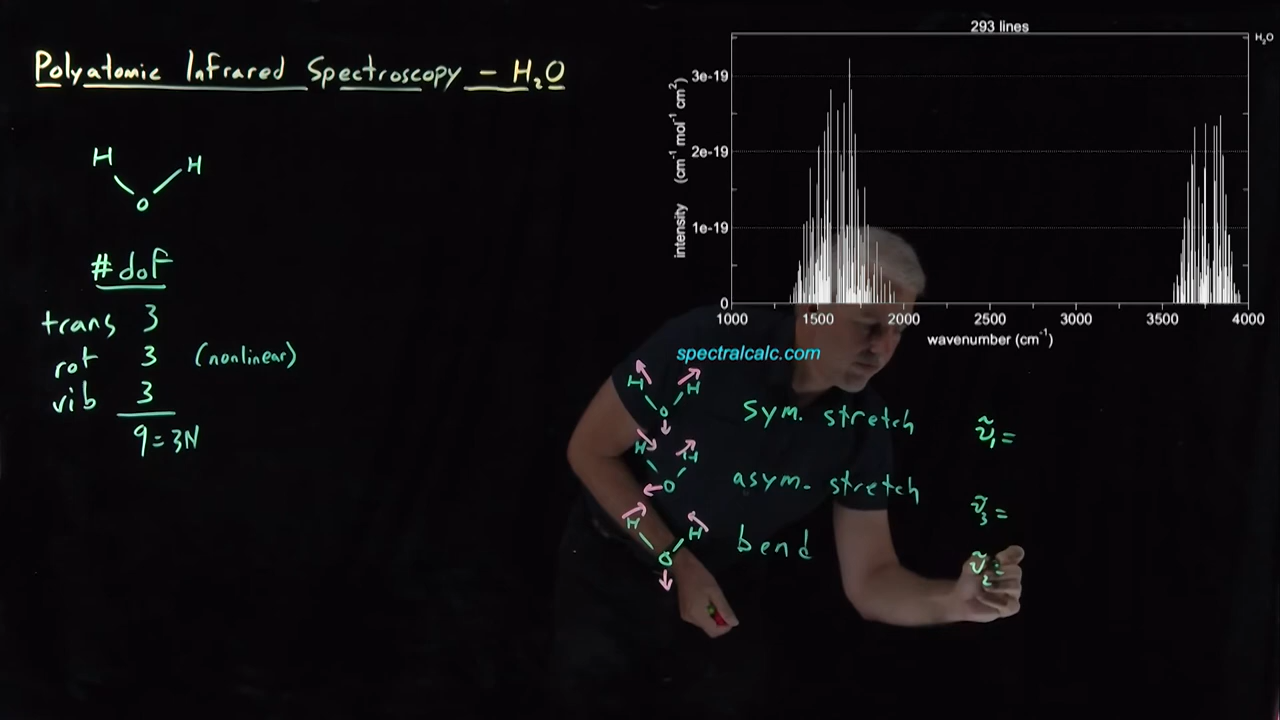 Polyatomic Infrared Spectroscopy - H₂O
293 lines
H₂O
intensity (cm⁻¹ mol⁻¹ cm²)
3e-19
2e-19
1e-19
0
1000 1500 2000 2500 3000 3500 4000
wavenumber (cm⁻¹)
spectralcalc.com
H H
O
# dof
trans 3
rot 3 (nonlinear)
vib 3
9 = 3N
H H
O
sym. stretch ν̃₁ =
H H
O
asym. stretch ν̃₃ =
H H
O
bend ν̃₂ =